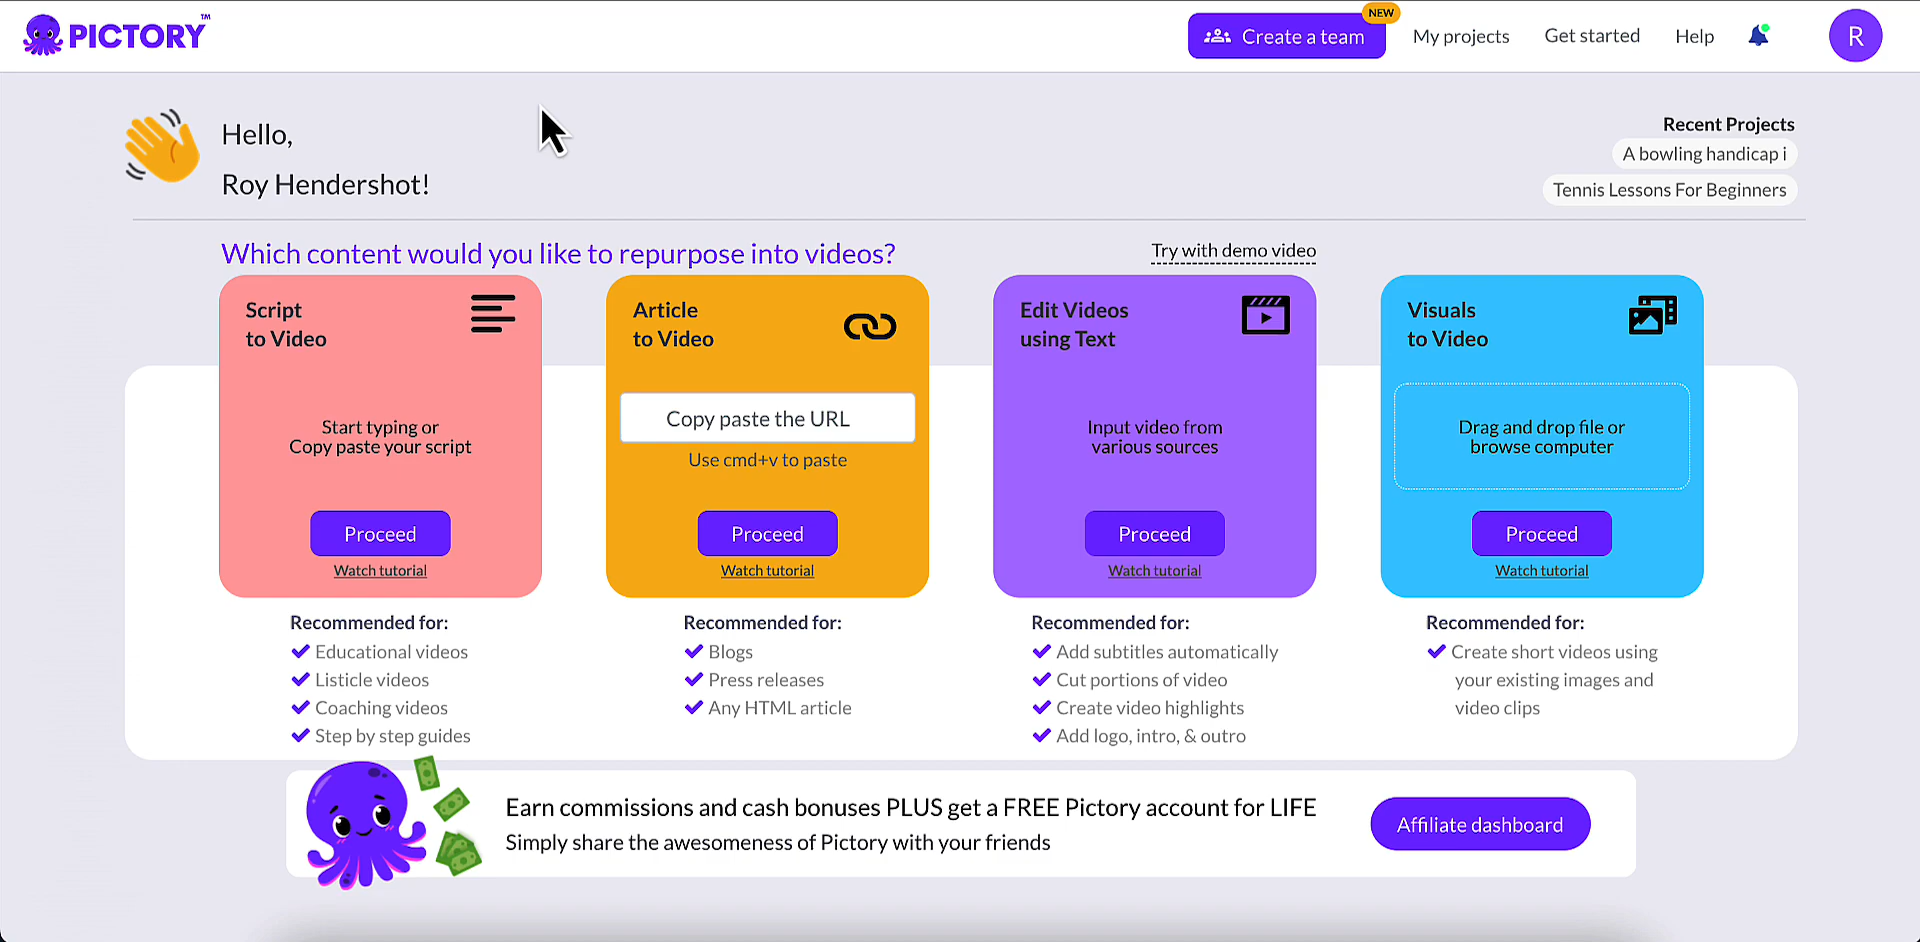 PICTORY™
Create a team
NEW
My projects
Get started
Help
R
Hello,
Roy Hendershot!
Recent Projects
A bowling handicap i
Tennis Lessons For Beginners
Which content would you like to repurpose into videos?
Try with demo video
Script
to Video
Start typing or
Copy paste your script
Proceed
Watch tutorial
Recommended for:
Educational videos
Listicle videos
Coaching videos
Step by step guides
Article
to Video
Copy paste the URL
Use cmd+v to paste
Proceed
Watch tutorial
Recommended for:
Blogs
Press releases
Any HTML article
Edit Videos
using Text
Input video from
various sources
Proceed
Watch tutorial
Recommended for:
Add subtitles automatically
Cut portions of video
Create video highlights
Add logo, intro, & outro
Visuals
to Video
Drag and drop file or
browse computer
Proceed
Watch tutorial
Recommended for:
Create short videos using
your existing images and
video clips
Earn commissions and cash bonuses PLUS get a FREE Pictory account for LIFE
Simply share the awesomeness of Pictory with your friends
Affiliate dashboard